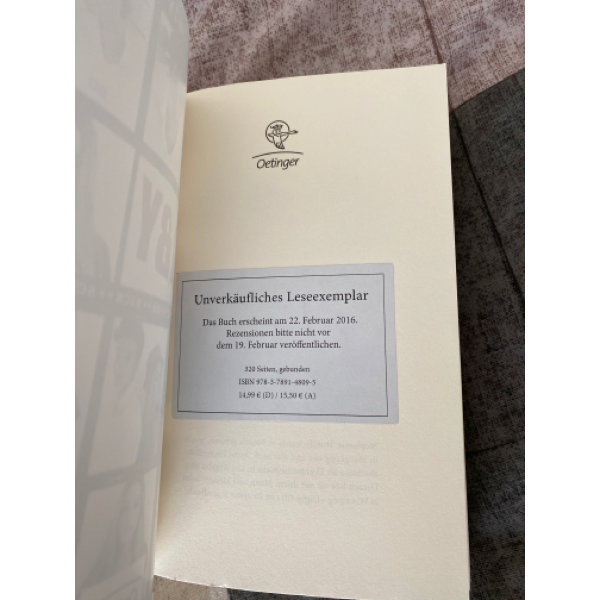 Oetinger
Unverkäufliches Leseexemplar
Das Buch erscheint am 22. Februar 2016.
Rezensionen bitte nicht vor
dem 19. Februar veröffentlichen.
320 Seiten, gebunden
ISBN 978-3-7891-4809-5
14,99 € (D) / 15,50 € (A)
BY